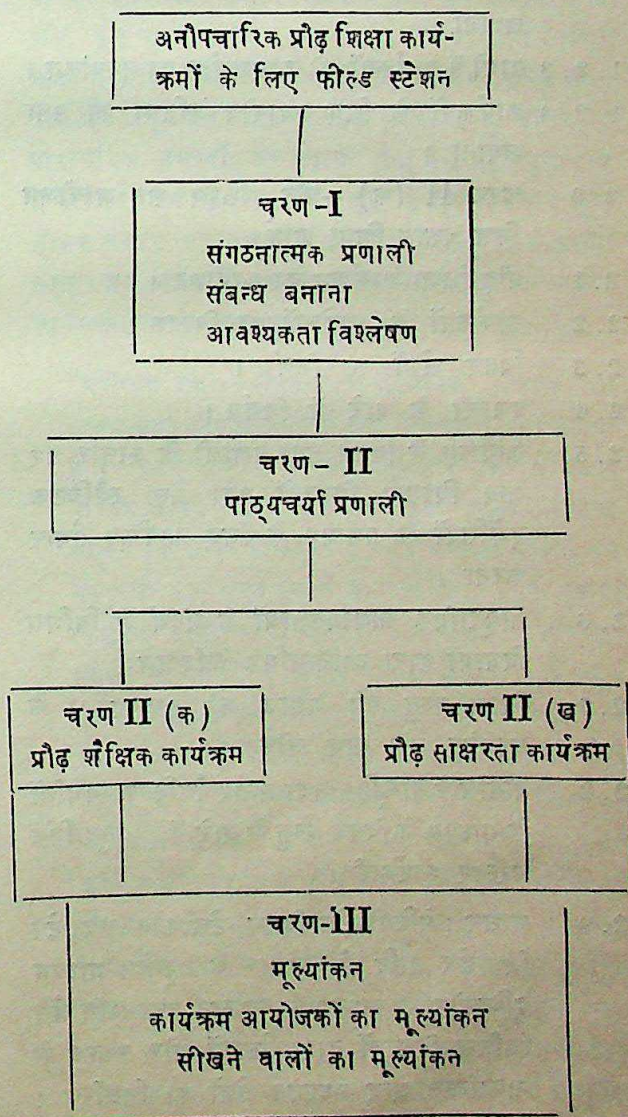 अनौपचारिक प्रौढ़ शिक्षा कार्य-
क्रमों के लिए फील्ड स्टेशन
चरण-I
संगठनात्मक प्रणाली
संबन्ध बनाना
आवश्यकता विश्लेषण
चरण- II
पाठ्यचर्या प्रणाली
चरण II (क)
प्रौढ़ शैक्षिक कार्यक्रम
चरण II (ख)
प्रौढ़ साक्षरता कार्यक्रम
चरण-III
मूल्यांकन
कार्यक्रम आयोजकों का मूल्यांकन
सीखने वालों का मूल्यांकन